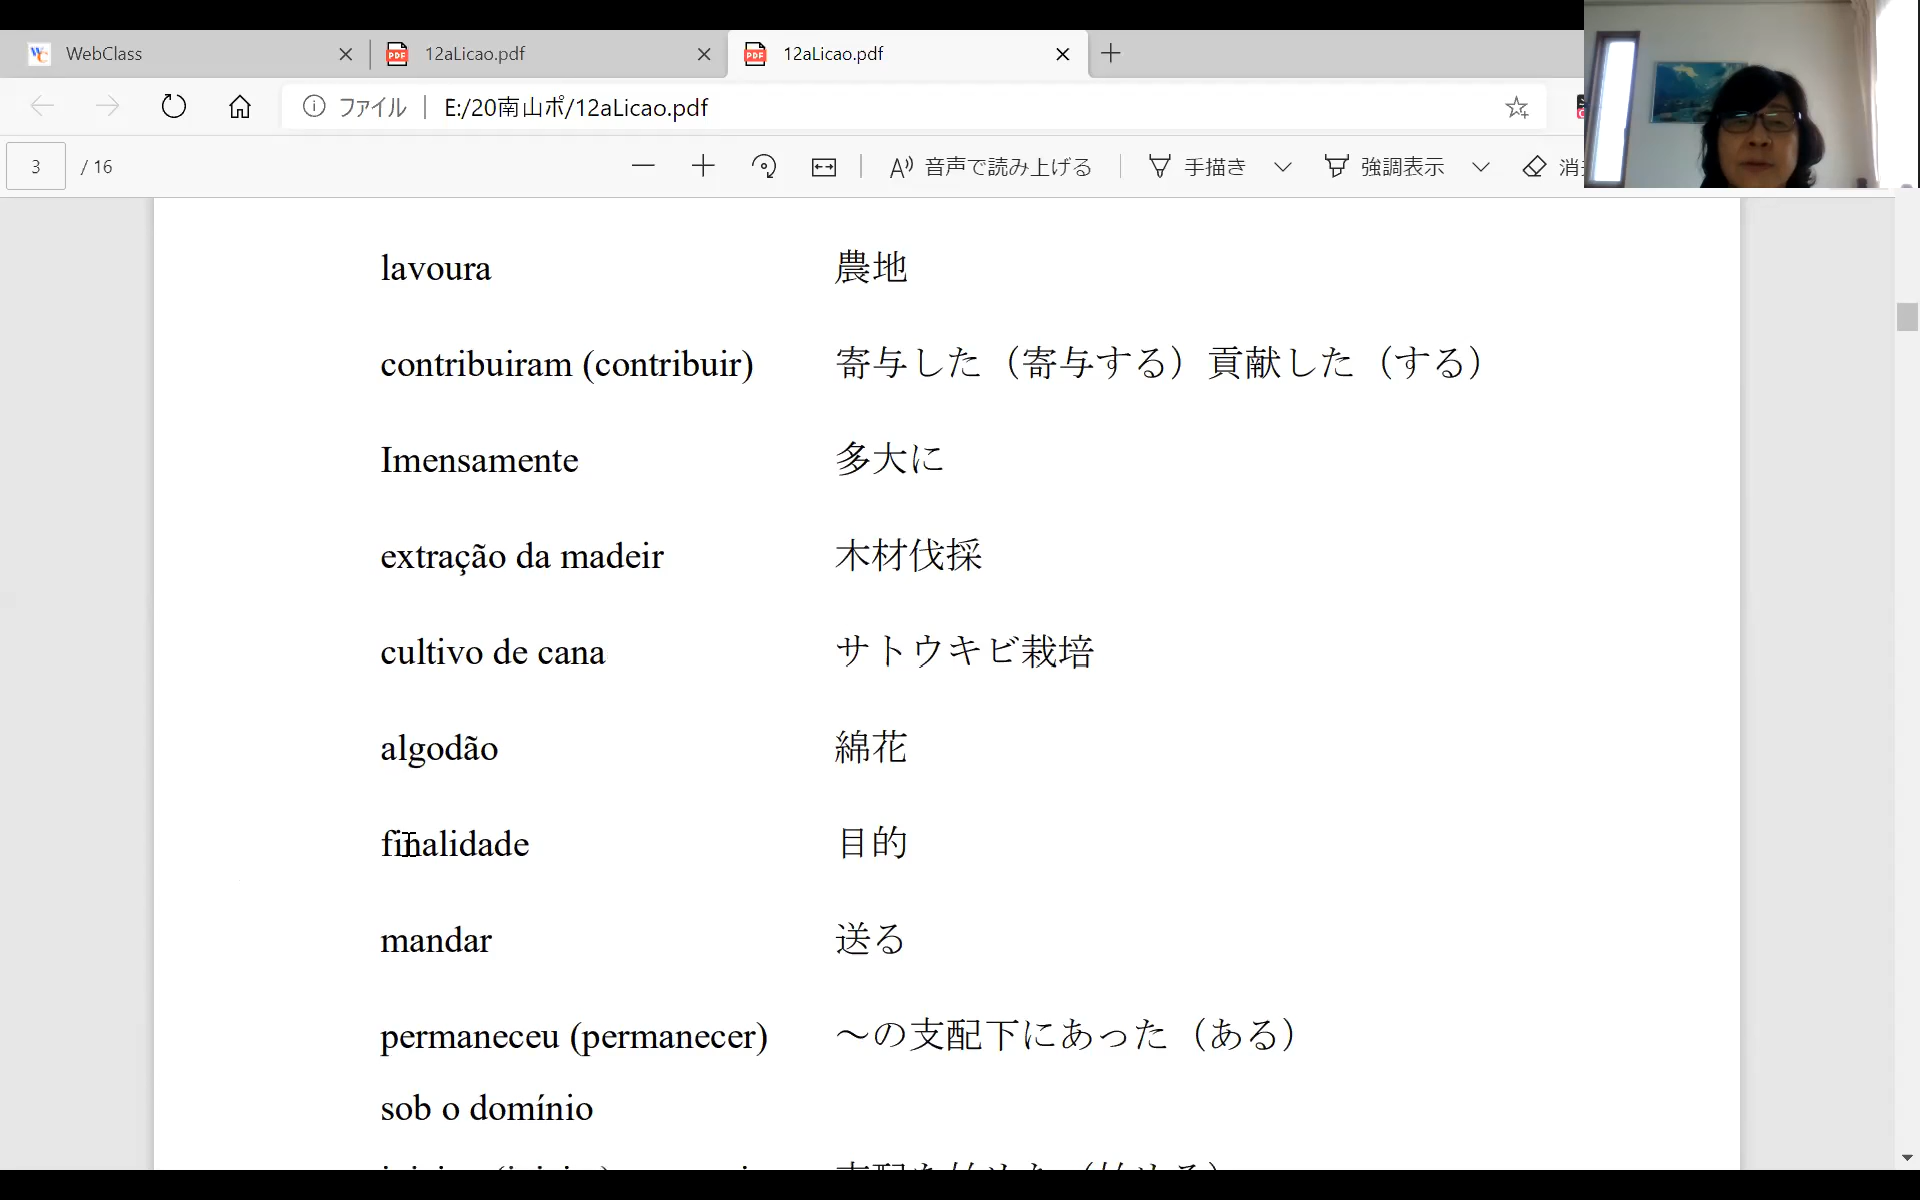 WebClass
12aLicao.pdf
12aLicao.pdf
ファイル | E:/20南山ポ/12aLicao.pdf
3 / 16
音声で読み上げる 手描き 強調表示
lavoura 農地
contribuiram (contribuir) 寄与した（寄与する）貢献した（する）
Imensamente 多大に
extração da madeir 木材伐採
cultivo de cana サトウキビ栽培
algodão 綿花
finalidade 目的
mandar 送る
permaneceu (permanecer) ～の支配下にあった（ある）
sob o domínio